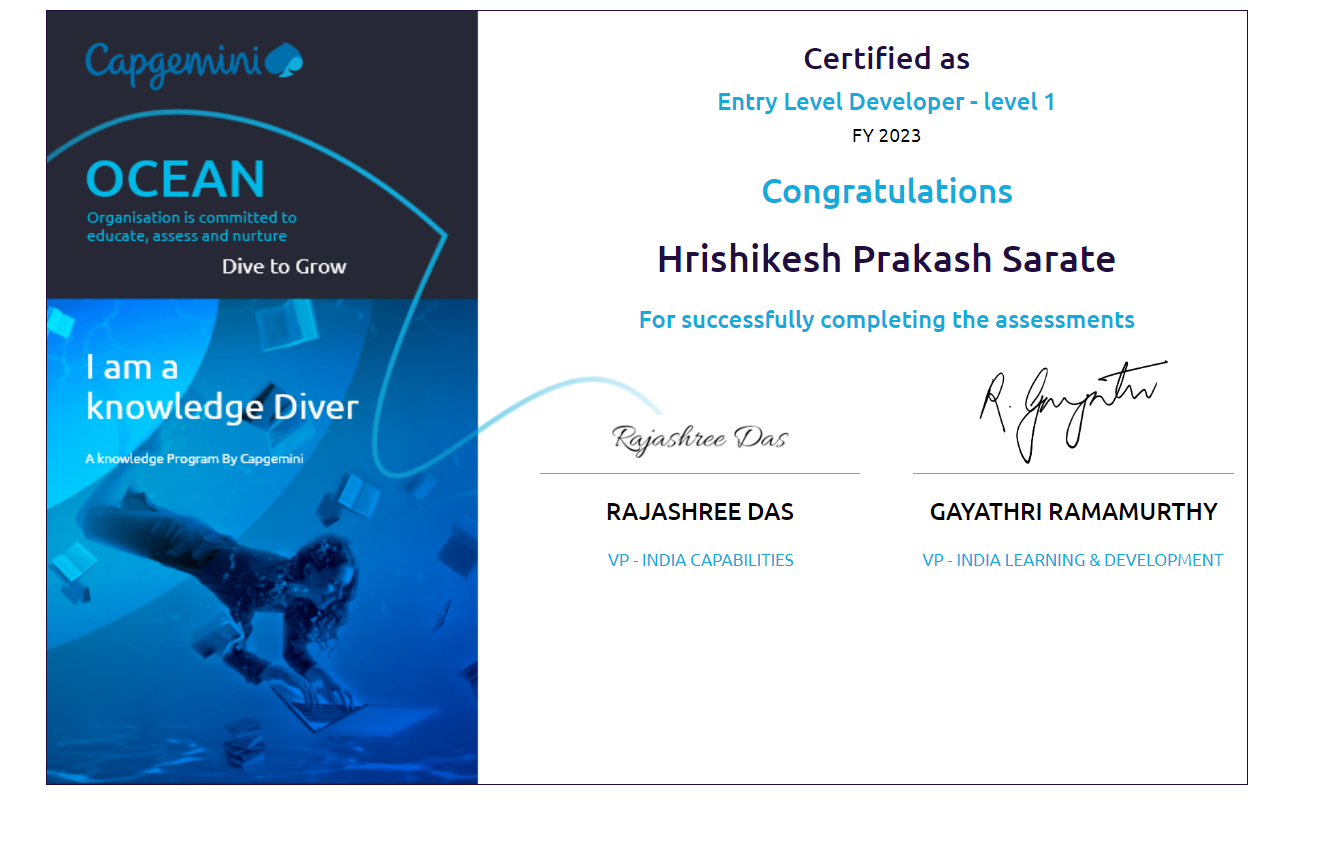 Capgemini
OCEAN
Organisation is committed to
educate, assess and nurture
Dive to Grow
I am a
knowledge Diver
A knowledge Program By Capgemini
Certified as
Entry Level Developer - level 1
FY 2023
Congratulations
Hrishikesh Prakash Sarate
For successfully completing the assessments
Rajashree Das
R. Gayathri
RAJASHREE DAS
GAYATHRI RAMAMURTHY
VP - INDIA CAPABILITIES
VP - INDIA LEARNING & DEVELOPMENT